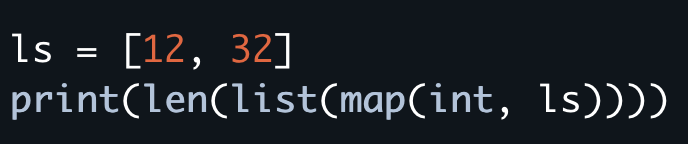 ls = [12, 32]
print(len(list(map(int, ls))))